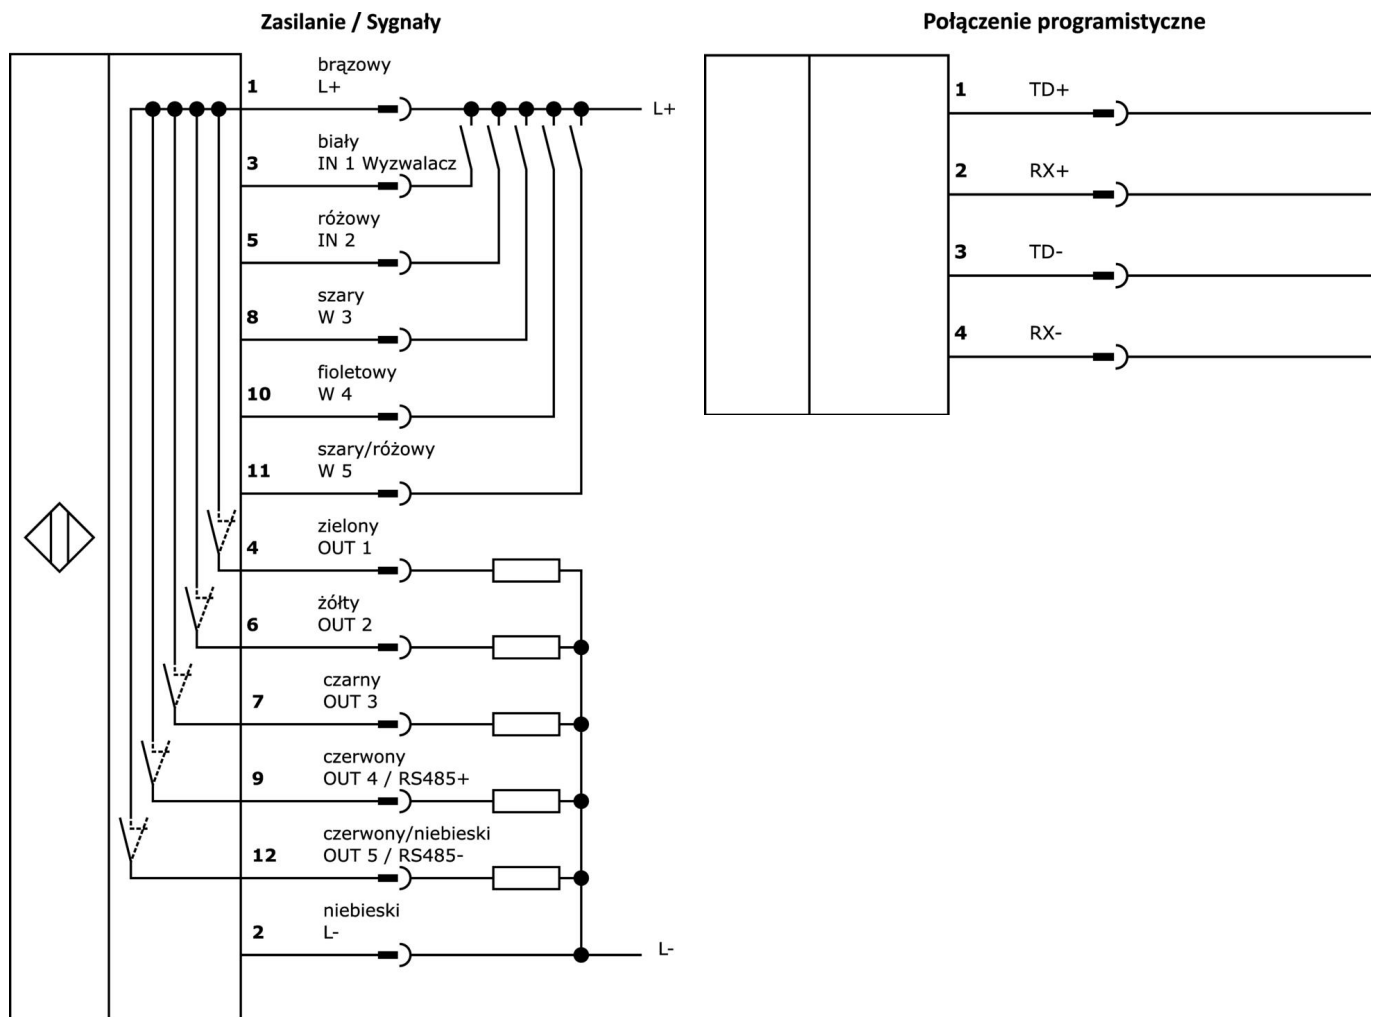 Zasilanie / Sygnały
brązowy
1 L+
L+
biały
3 IN 1 Wyzwalacz
różowy
5 IN 2
szary
8 W 3
fioletowy
10 W 4
szary/różowy
11 W 5
zielony
4 OUT 1
żółty
6 OUT 2
czarny
7 OUT 3
czerwony
9 OUT 4 / RS485+
czerwony/niebieski
12 OUT 5 / RS485-
niebieski
2 L-
L-
Połączenie programistyczne
1 TD+
2 RX+
3 TD-
4 RX-